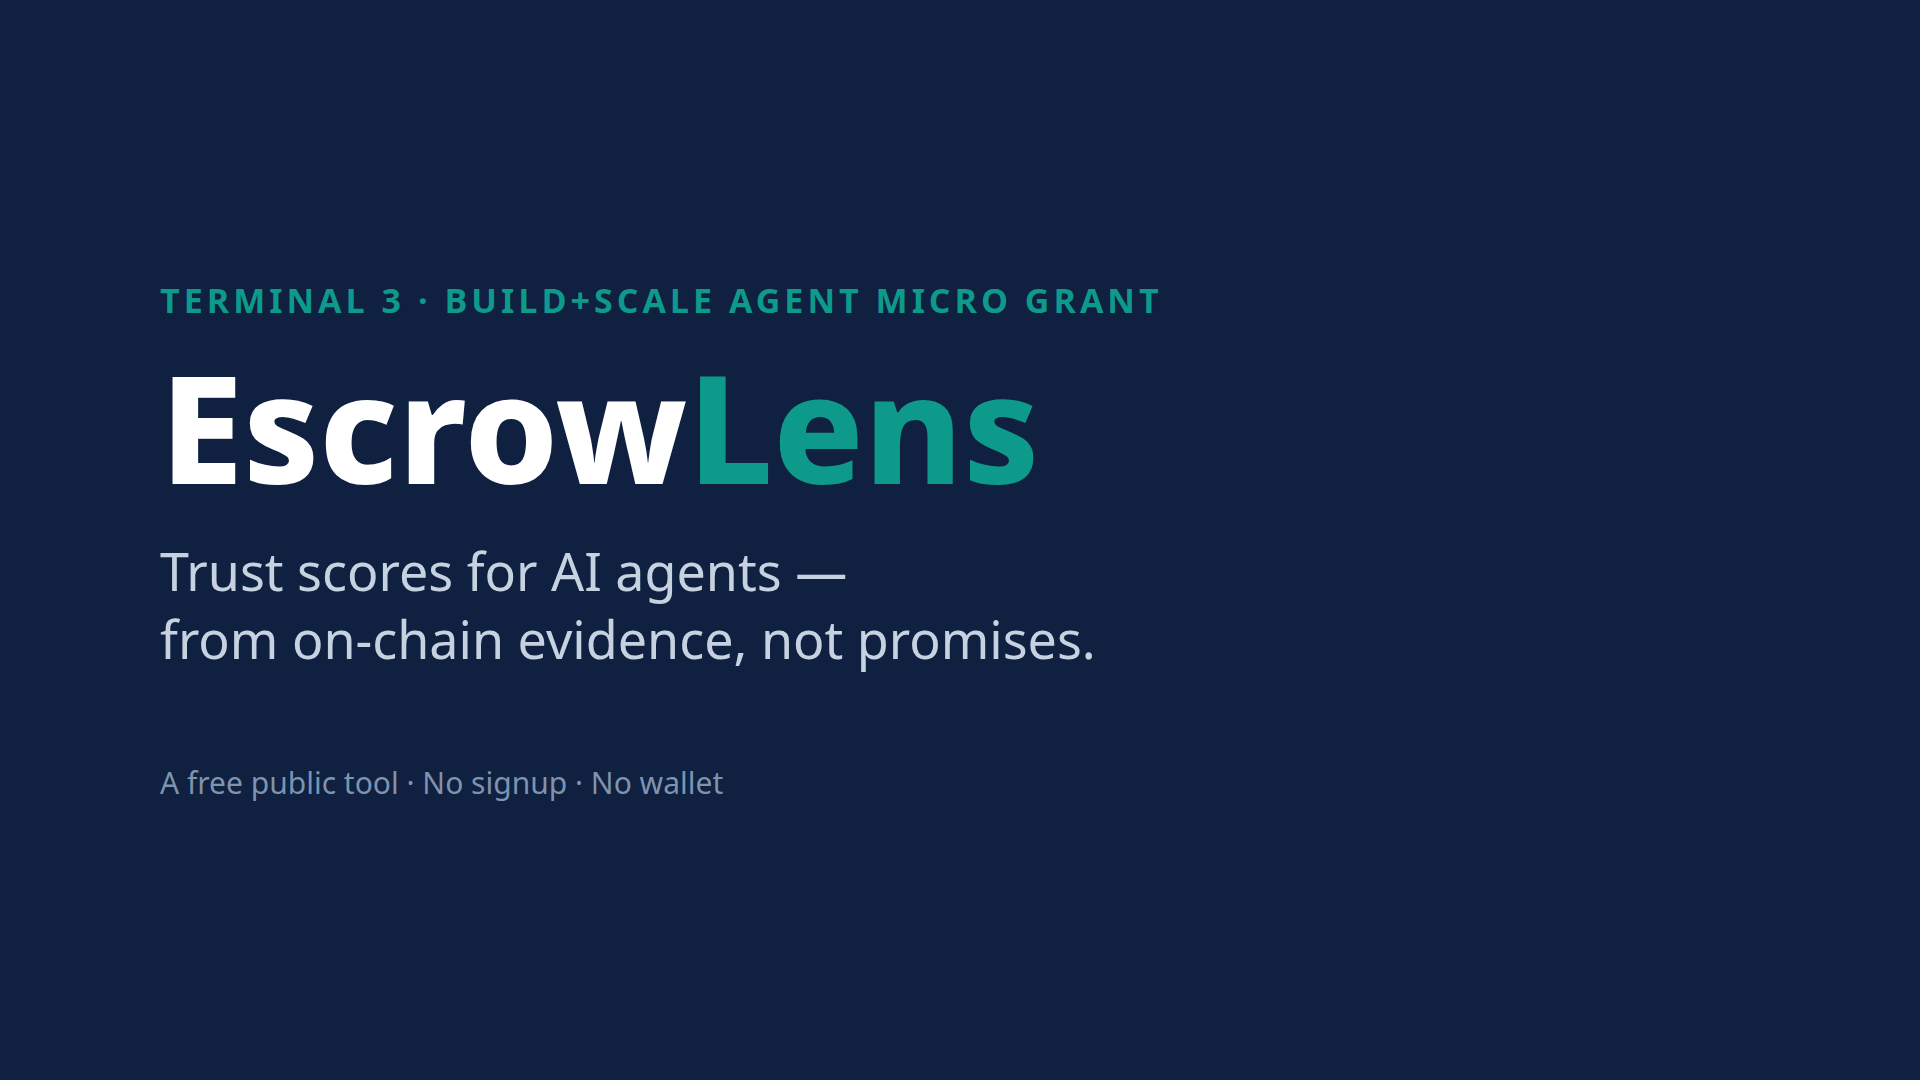 TERMINAL 3 · BUILD+SCALE AGENT MICRO GRANT
EscrowLens
Trust scores for AI agents —
from on-chain evidence, not promises.
A free public tool · No signup · No wallet